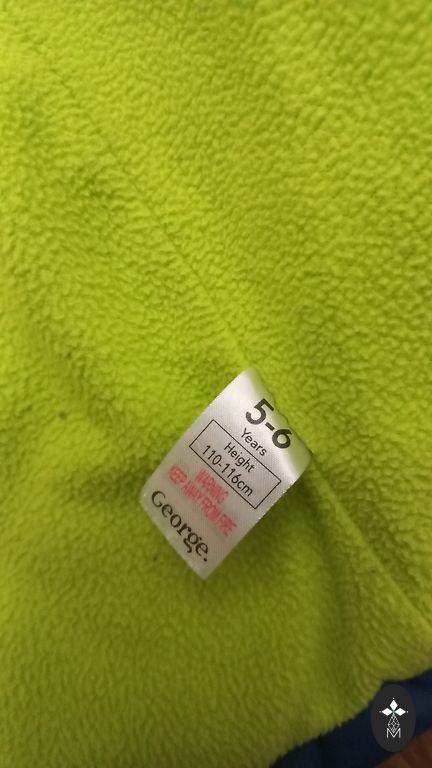 5-6
Years
Height
110-116cm
WARNING
KEEP AWAY FROM FIRE
George.
M